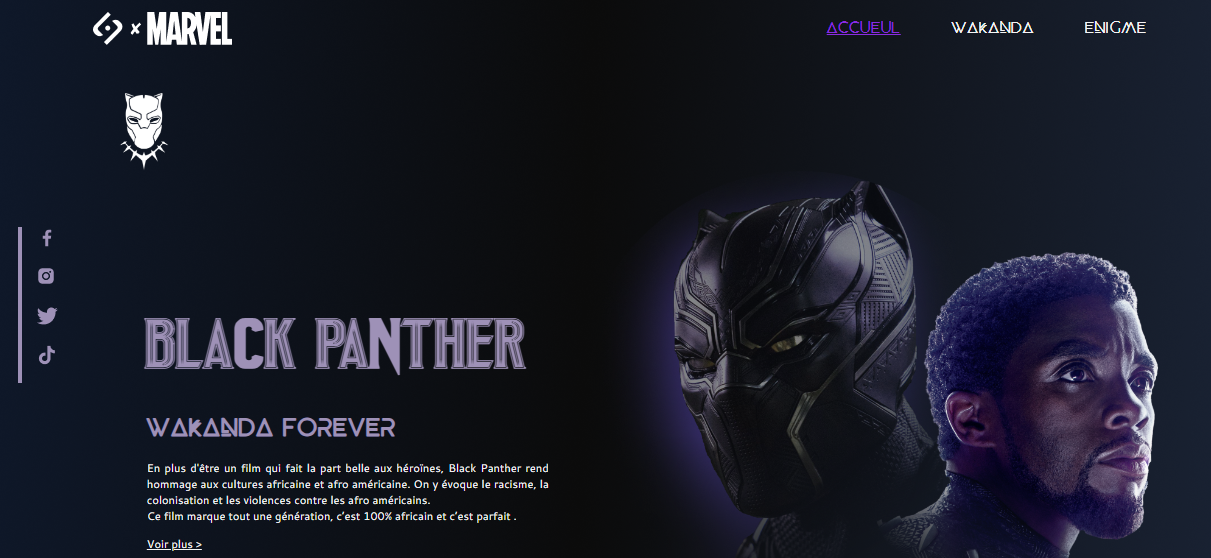 x MARVEL
ACCUEUL WAKANDA ENIGME
BLACK PANTHER
WAKANDA FOREVER
En plus d'être un film qui fait la part belle aux héroïnes, Black Panther rend
hommage aux cultures africaine et afro américaine. On y évoque le racisme, la
colonisation et les violences contre les afro américains.
Ce film marque tout une génération, c'est 100% africain et c'est parfait .
Voir plus >